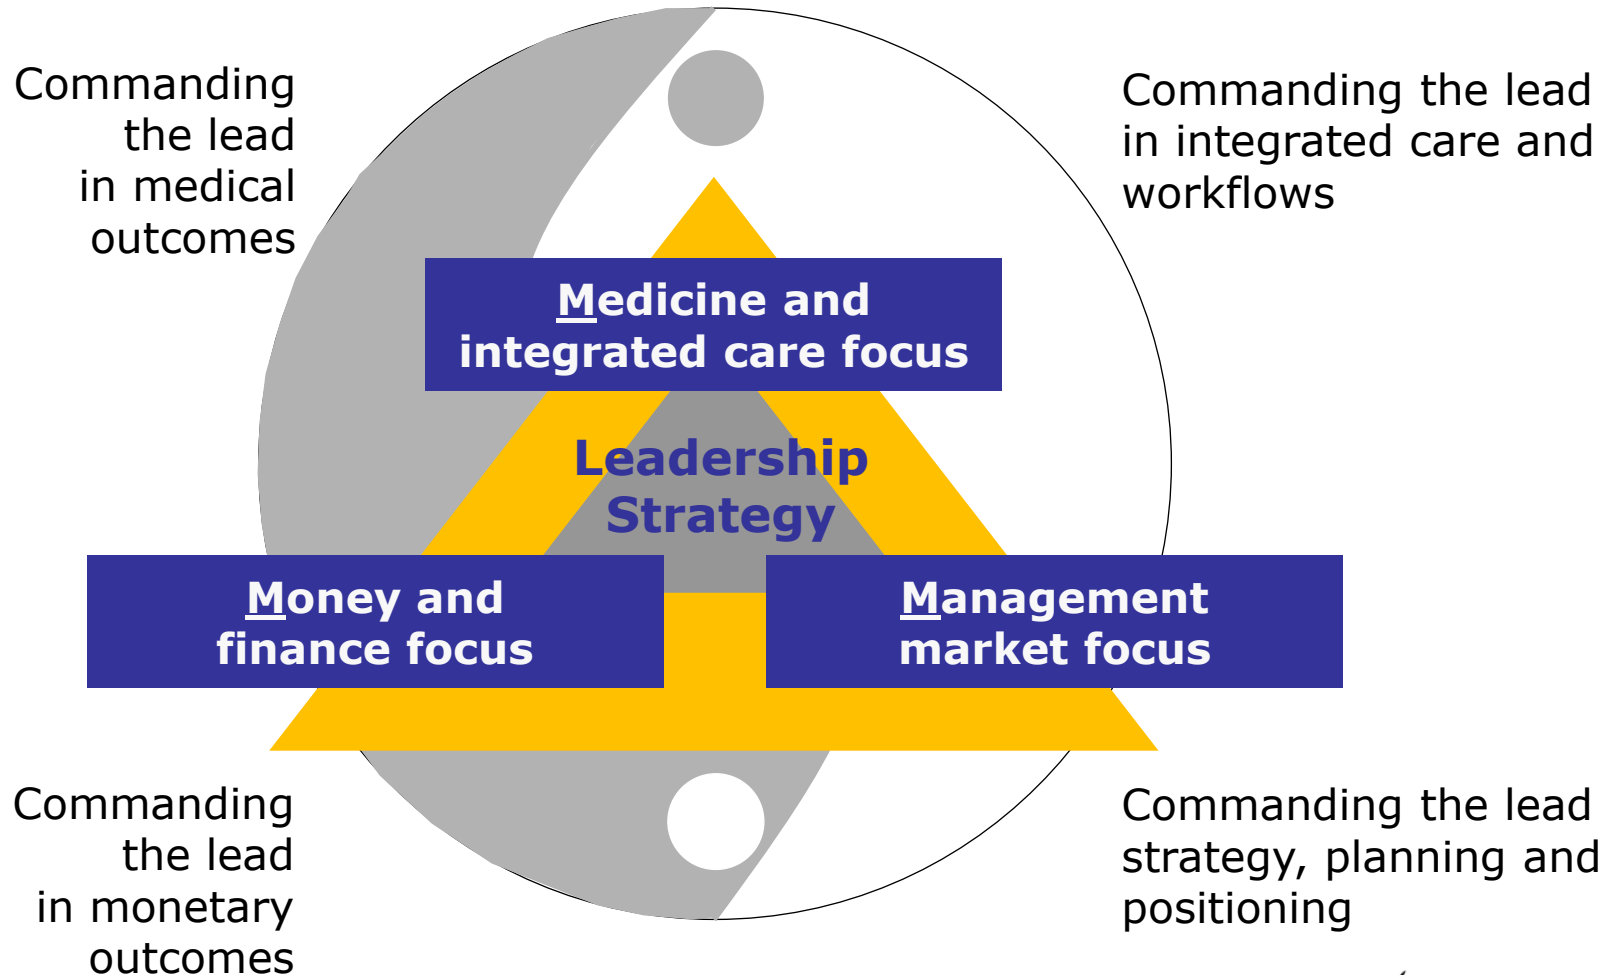 Commanding
the lead
in medical
outcomes
Commanding the lead
in integrated care and
workflows
Medicine and
integrated care focus
Leadership
Strategy
Money and
finance focus
Management
market focus
Commanding
the lead
in monetary
outcomes
Commanding the lead
strategy, planning and
positioning